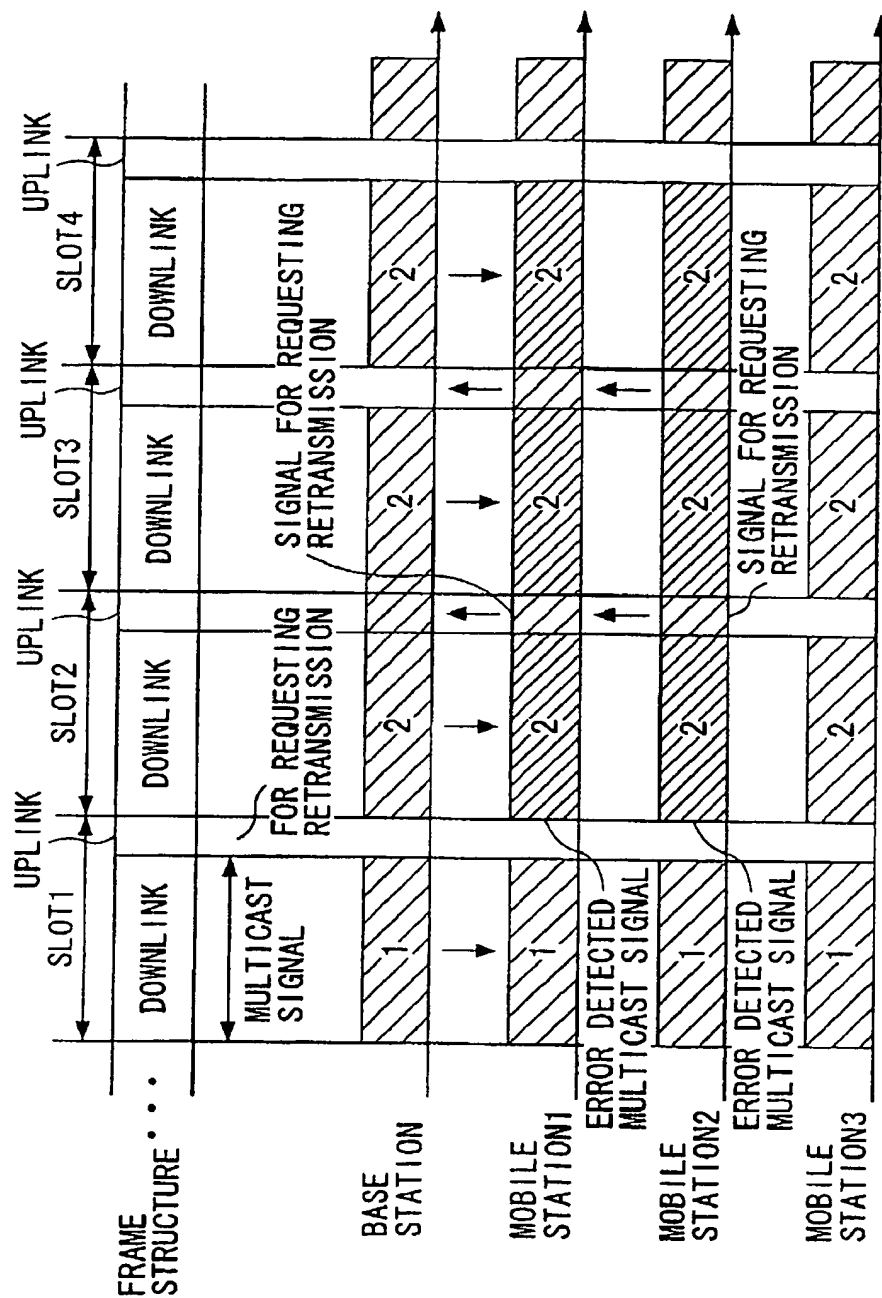 UPLINK
UPLINK
UPLINK
UPLINK
SLOT1
SLOT2
SLOT3
SLOT4
FRAME
STRUCTURE
• • •
DOWNLINK
DOWNLINK
DOWNLINK
DOWNLINK
MULTICAST
SIGNAL
FOR REQUESTING
RETRANSMISSION
SIGNAL FOR REQUESTING
RETRANSMISSION
BASE
STATION
1
2
2
2
MOBILE
STATION1
1
2
2
2
ERROR DETECTED
MULTICAST SIGNAL
MOBILE
STATION2
1
2
2
2
ERROR DETECTED
MULTICAST SIGNAL
SIGNAL FOR REQUESTING
RETRANSMISSION
MOBILE
STATION3
1
2
2
2